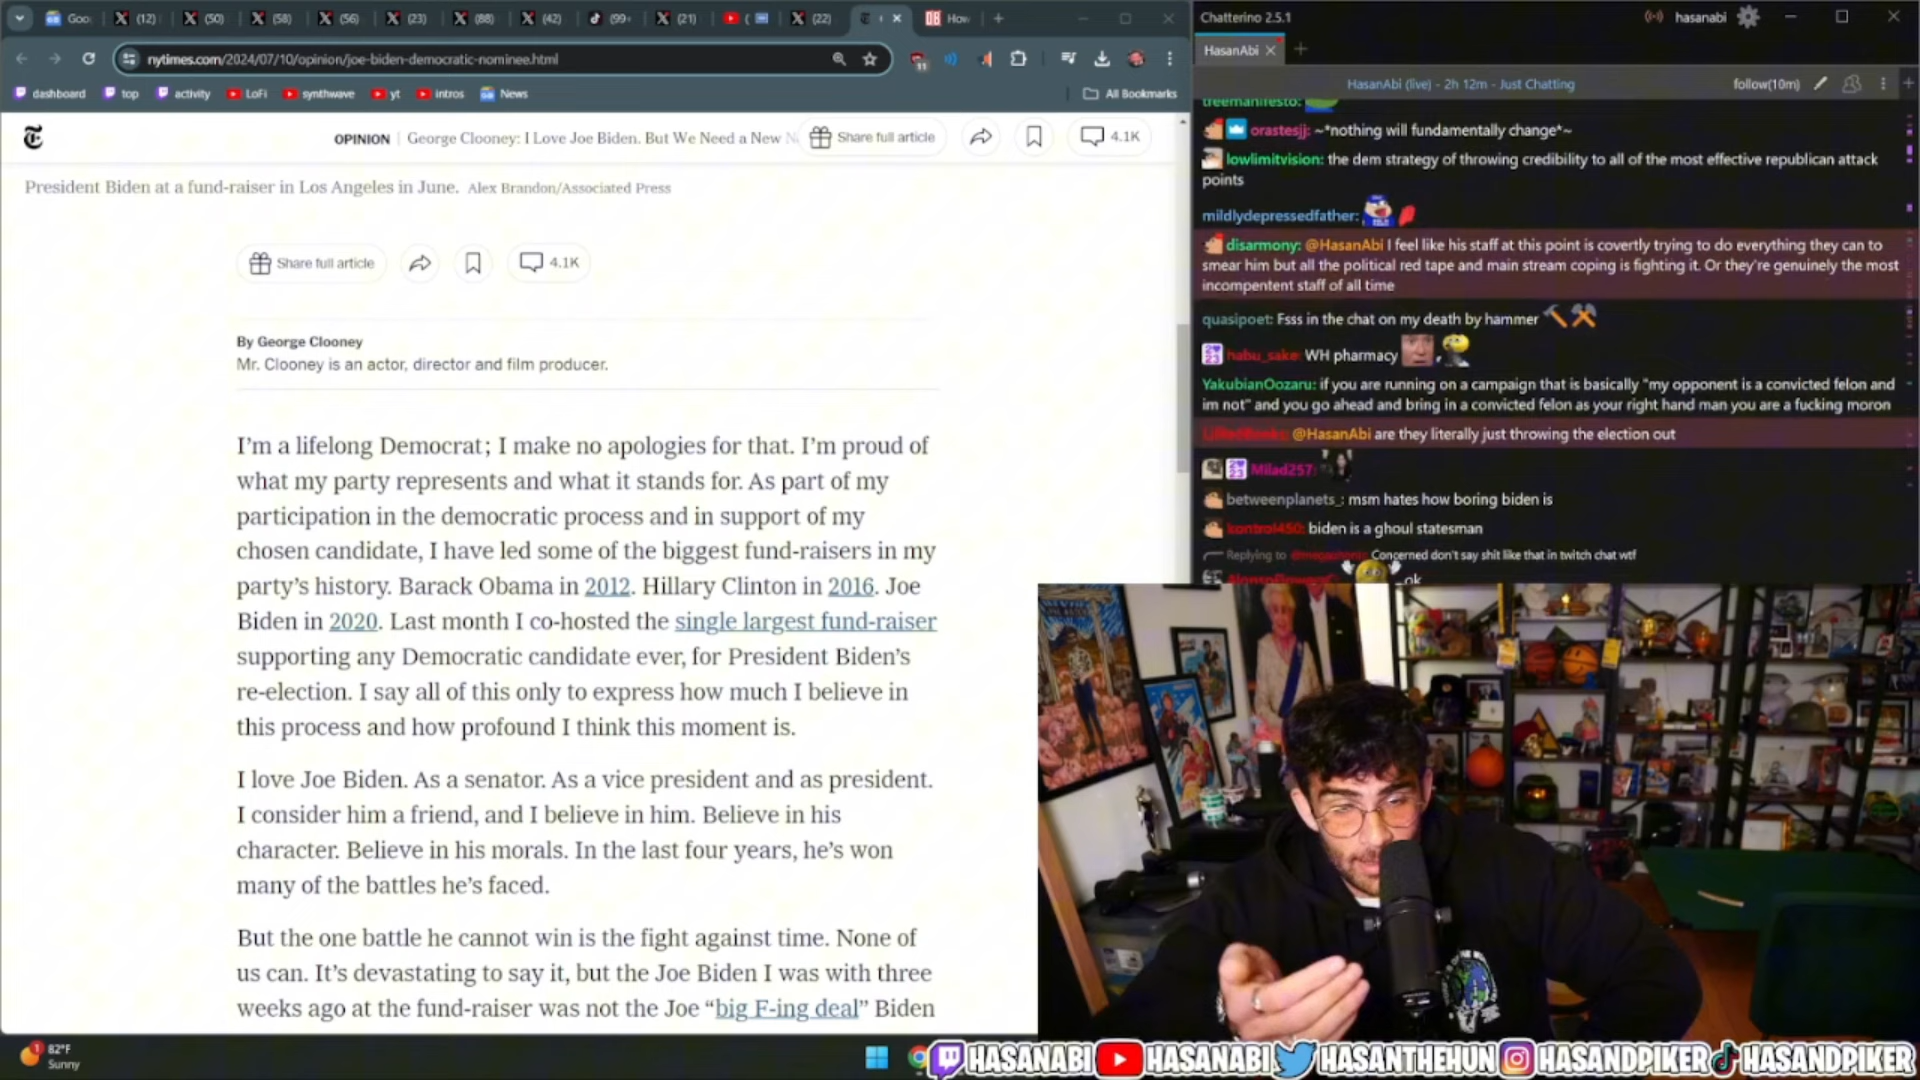 Goo
(12)
(50)
(58)
(56)
(23)
(88)
(42)
(99+
(21)
(22)
How
Chatterino 2.5.1
hasanabi
nytimes.com/2024/07/10/opinion/joe-biden-democratic-nominee.html
HasanAbi
dashboard
top
activity
LoFi
synthwave
yt
intros
News
All Bookmarks
HasanAbi (live) - 2h 12m - Just Chatting
follow(10m)
OPINION | George Clooney: I Love Joe Biden. But We Need a New N
Share full article
4.1K
President Biden at a fund-raiser in Los Angeles in June. Alex Brandon/Associated Press
Share full article
4.1K
By George Clooney
Mr. Clooney is an actor, director and film producer.
I'm a lifelong Democrat; I make no apologies for that. I'm proud of
what my party represents and what it stands for. As part of my
participation in the democratic process and in support of my
chosen candidate, I have led some of the biggest fund-raisers in my
party's history. Barack Obama in 2012. Hillary Clinton in 2016. Joe
Biden in 2020. Last month I co-hosted the single largest fund-raiser
supporting any Democratic candidate ever, for President Biden's
re-election. I say all of this only to express how much I believe in
this process and how profound I think this moment is.
I love Joe Biden. As a senator. As a vice president and as president.
I consider him a friend, and I believe in him. Believe in his
character. Believe in his morals. In the last four years, he's won
many of the battles he's faced.
But the one battle he cannot win is the fight against time. None of
us can. It's devastating to say it, but the Joe Biden I was with three
weeks ago at the fund-raiser was not the Joe "big F-ing deal" Biden
treemanifesto:
orastesjj: ~*nothing will fundamentally change*~
lowlimitvision: the dem strategy of throwing credibility to all of the most effective republican attack
points
mildlydepressedfather:
disarmony: @HasanAbi I feel like his staff at this point is covertly trying to do everything they can to
smear him but all the political red tape and main stream coping is fighting it. Or they're genuinely the most
incompentent staff of all time
quasipoet: Fsss in the chat on my death by hammer
habu_sake: WH pharmacy
YakubianOozaru: if you are running on a campaign that is basically "my opponent is a convicted felon and
im not" and you go ahead and bring in a convicted felon as your right hand man you are a fucking moron
@HasanAbi are they literally just throwing the election out
Milad257:
betweenplanets_: msm hates how boring biden is
kontrol450: biden is a ghoul statesman
Replying to Concerned don't say shit like that in twitch chat wtf
ok
82°F
Sunny
HASANABI
HASANABI
HASANTHEHUN
HASANDPIKER
HASANDPIKER